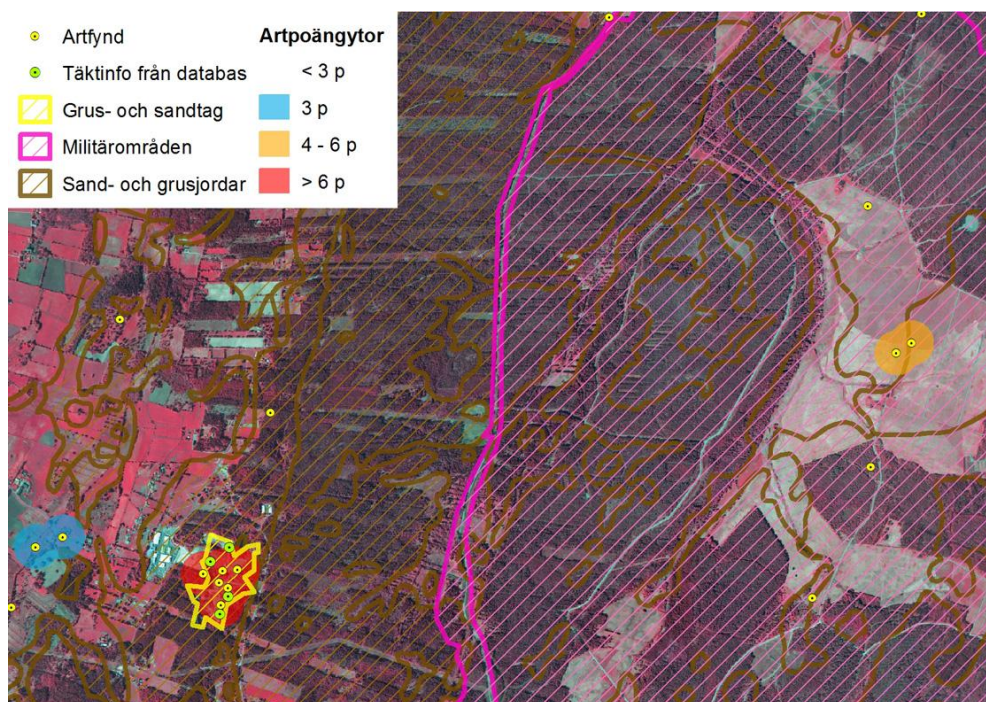 Artfynd
Täktinfo från databas
Grus- och sandtag
Militärområden
Sand- och grusjordar
Artpoängytor
< 3 p
3 p
4 - 6 p
> 6 p